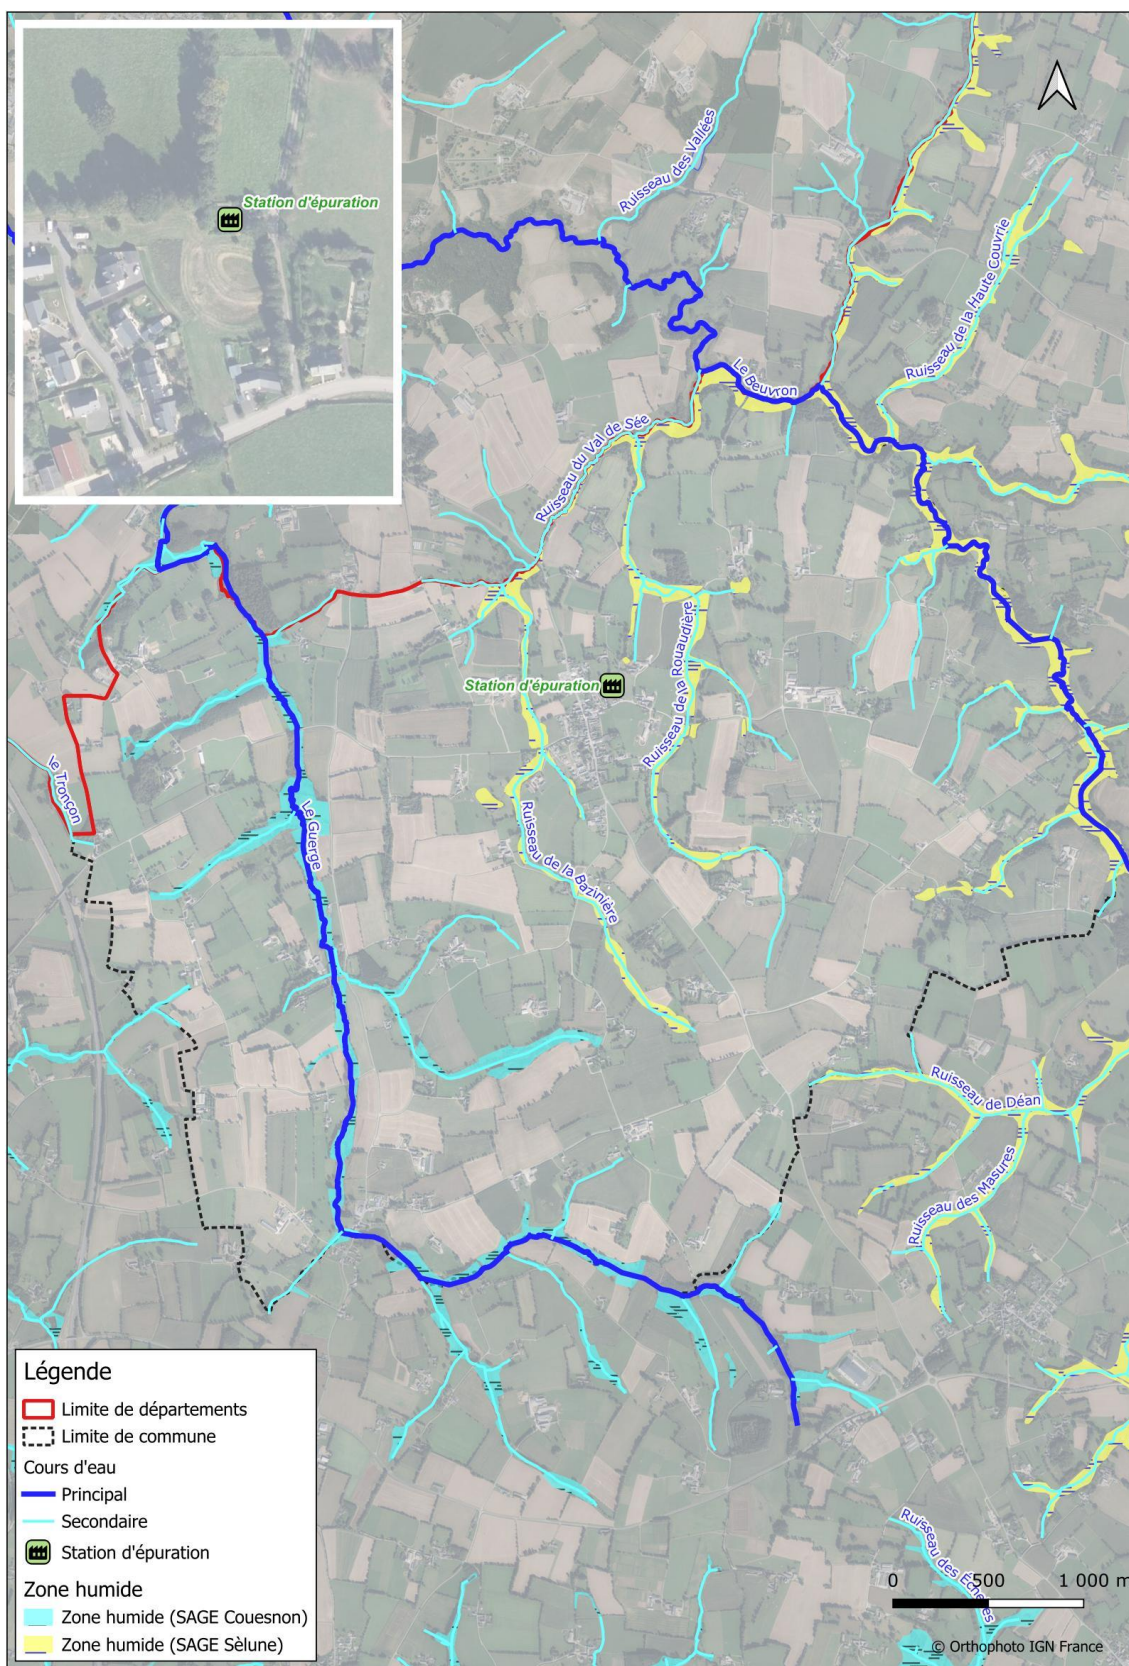 Station d'épuration
Ruisseau des Vallées
Ruisseau de la Haute Couvrie
Le Beuvron
Ruisseau du Val de Sée
Ruisseau de la Rouaudière
Station d'épuration
le Tronçon
Le Guerge
Ruisseau de la Bazinière
Ruisseau de Déan
Ruisseau des Masures
Légende
Limite de départements
Limite de commune
Cours d'eau
Principal
Secondaire
Station d'épuration
Zone humide
Zone humide (SAGE Couesnon)
Zone humide (SAGE Sèlune)
Ruisseau des Échelles
0 500 1 000 m
© Orthophoto IGN France